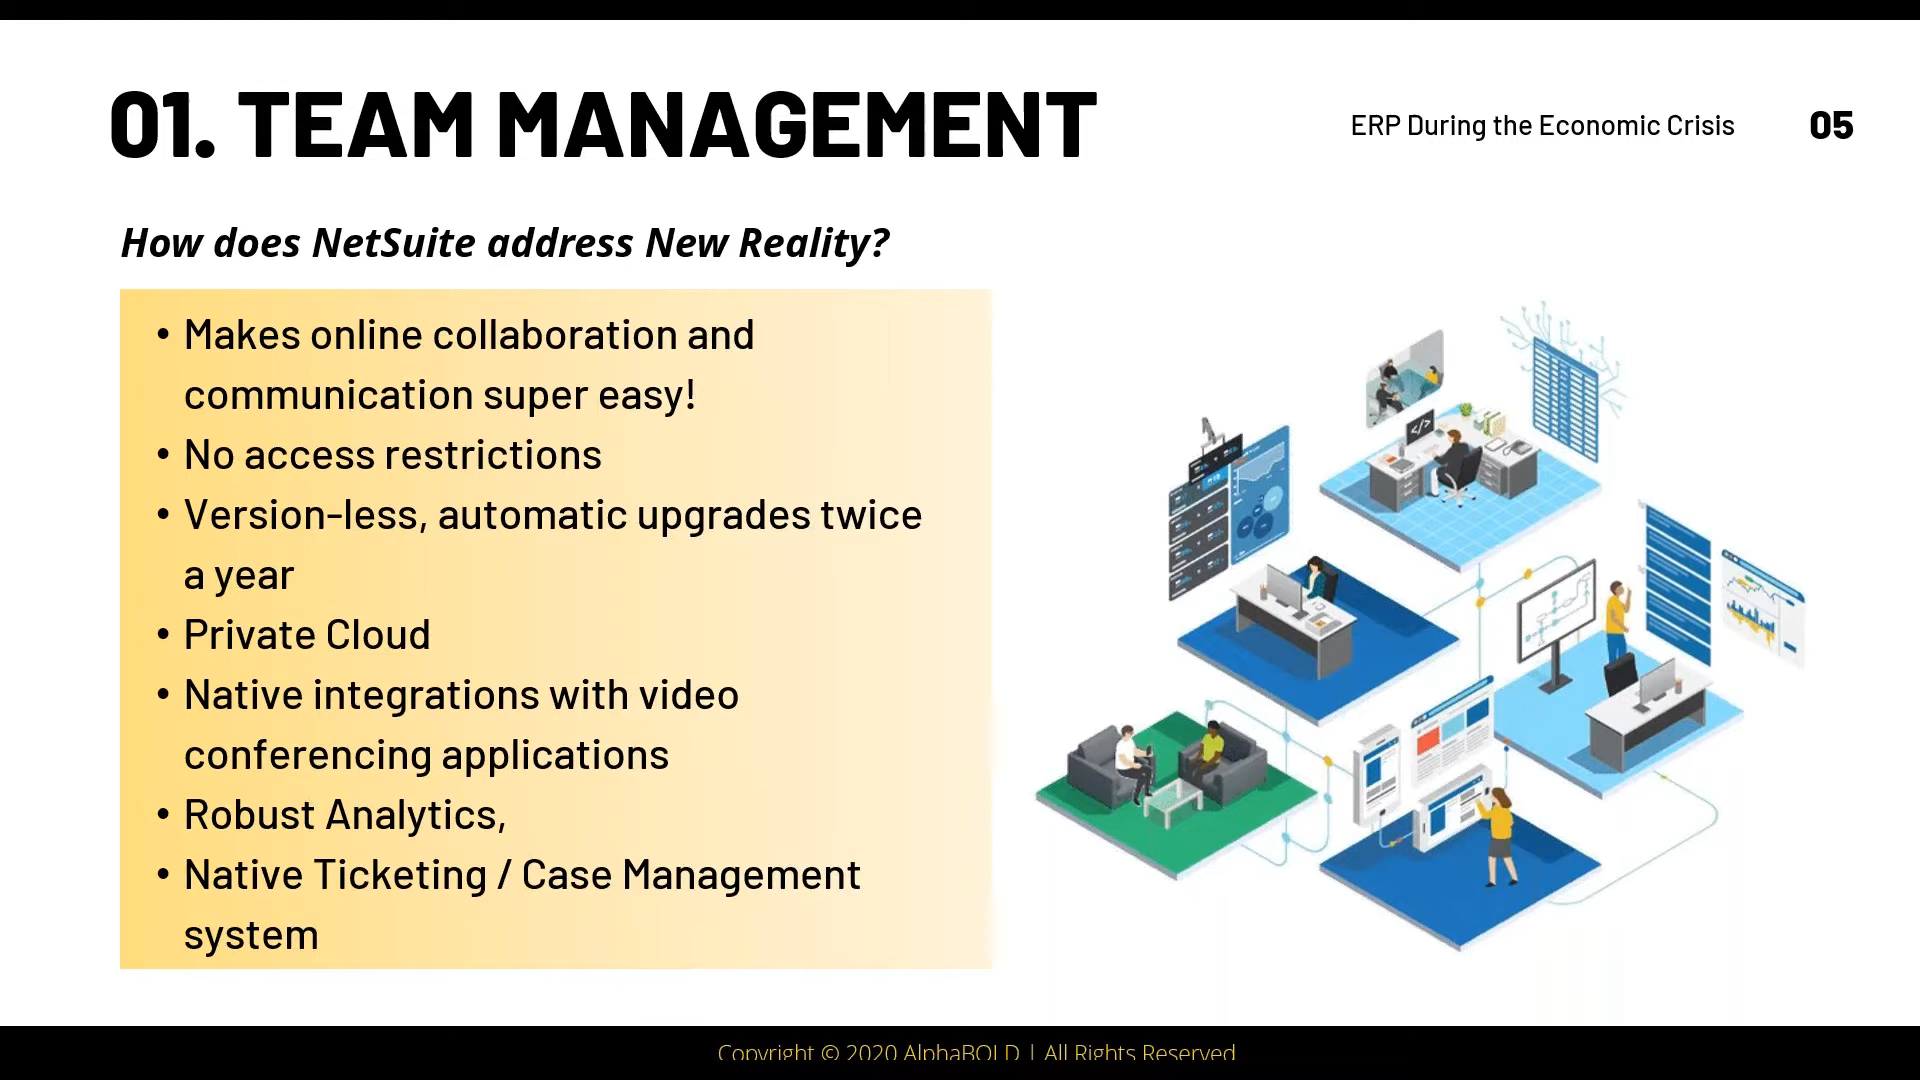 01. TEAM MANAGEMENT
ERP During the Economic Crisis
05
How does NetSuite address New Reality?
• Makes online collaboration and
communication super easy!
• No access restrictions
• Version-less, automatic upgrades twice
a year
• Private Cloud
• Native integrations with video
conferencing applications
• Robust Analytics,
• Native Ticketing / Case Management
system
</>
Copyright © 2020 AlphaBOLD | All Rights Reserved